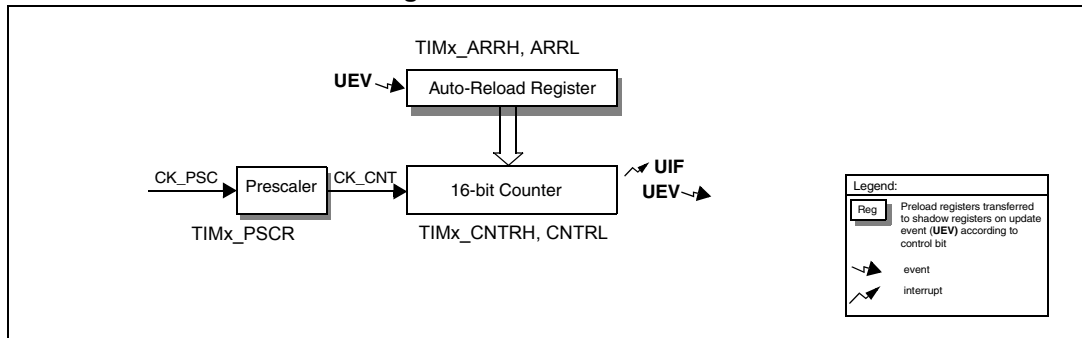 TIMx_ARRH, ARRL
UEV
Auto-Reload Register
CK_PSC
Prescaler
CK_CNT
16-bit Counter
UIF
UEV
TIMx_PSCR
TIMx_CNTRH, CNTRL
Legend:
Reg
Preload registers transferred
to shadow registers on update
event (UEV) according to
control bit
event
interrupt